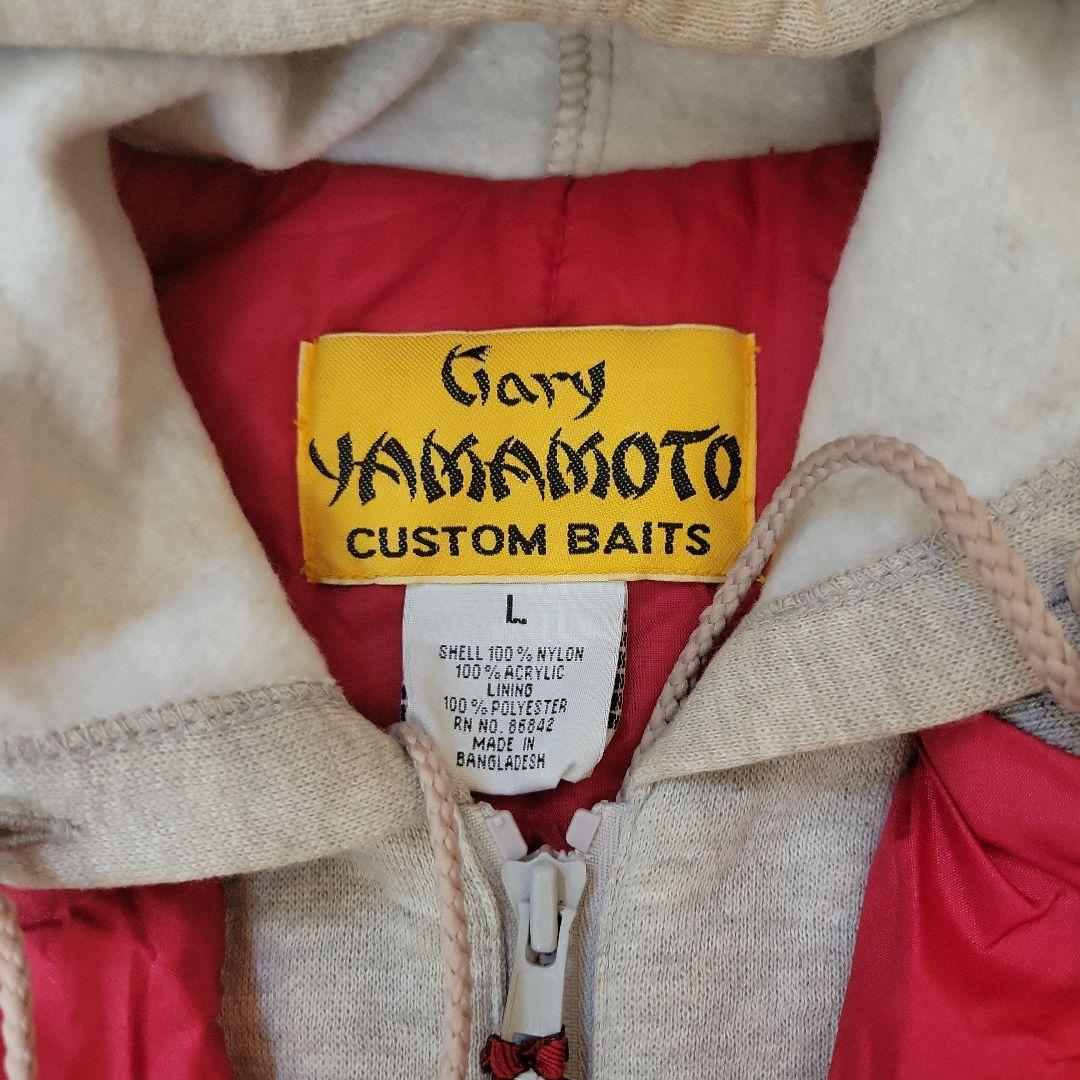 Gary
YAMAMOTO
CUSTOM BAITS
L
SHELL 100% NYLON
100% ACRYLIC
LINING
100% POLYESTER
RN NO. 86842
MADE IN
BANGLADESH